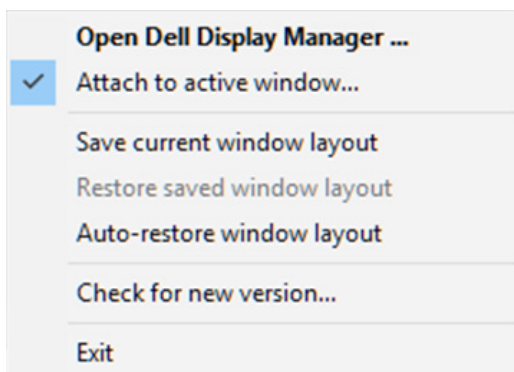 Open Dell Display Manager ...
Attach to active window...
Save current window layout
Restore saved window layout
Auto-restore window layout
Check for new version...
Exit